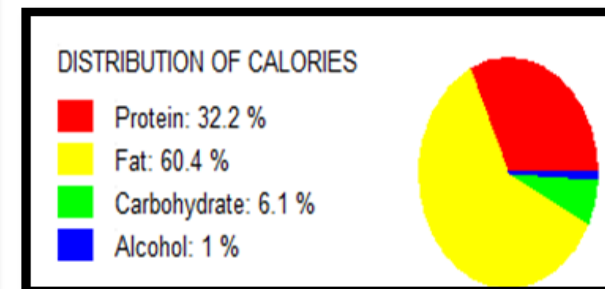 DISTRIBUTION OF CALORIES
Protein: 32.2 %
Fat: 60.4 %
Carbohydrate: 6.1 %
Alcohol: 1 %